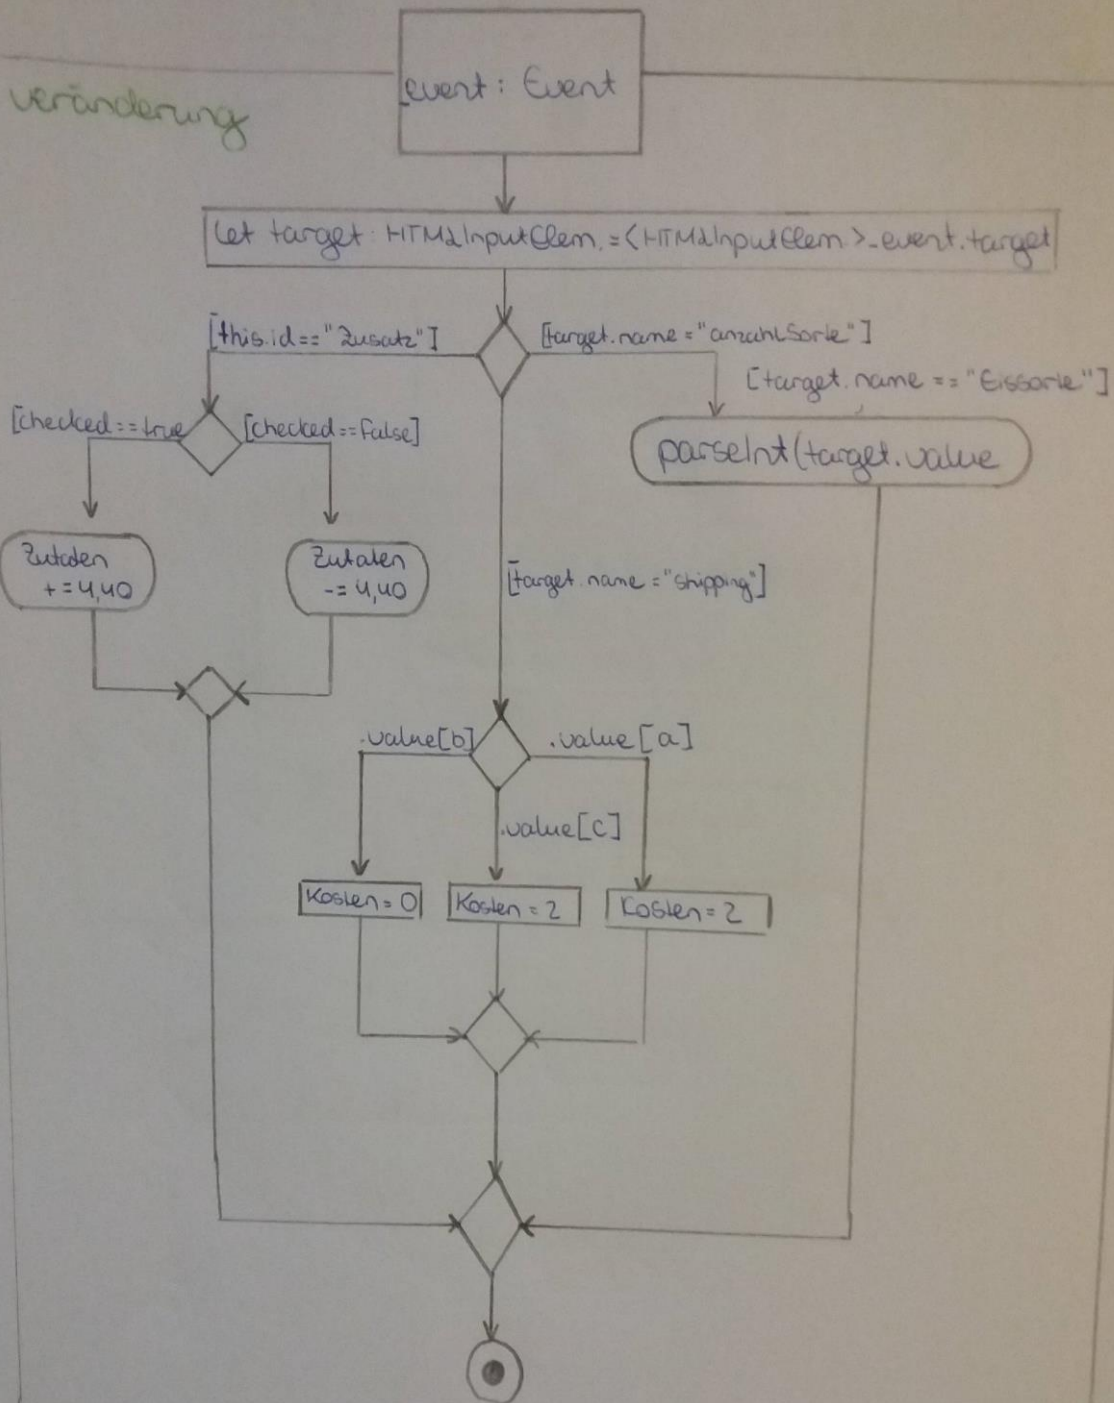 veränderung
_event: Event
let target: HTMLInputElem. = <HTMLInputElem.>_event.target
[this.id=="Zusatz"]
[target.name="anzahlSorte"]
[target.name == "Eissorte"]
[checked==true]
[checked==false]
parseInt(target.value
Zutaten
+=4,40
Zutaten
-=4,40
[target.name="shipping"]
.value[b]
.value[a]
.value[c]
Kosten=0
Kosten=2
Kosten=2